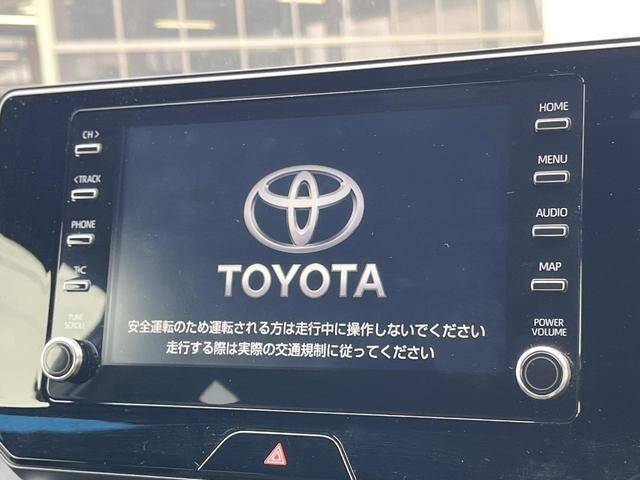 CH >
< TRACK
PHONE
TUNE
SCROLL
HOME
MENU
AUDIO
MAP
POWER
VOLUME
TOYOTA
安全運転のため運転される方は走行中に操作しないでください
走行する際は実際の交通規制に従ってください